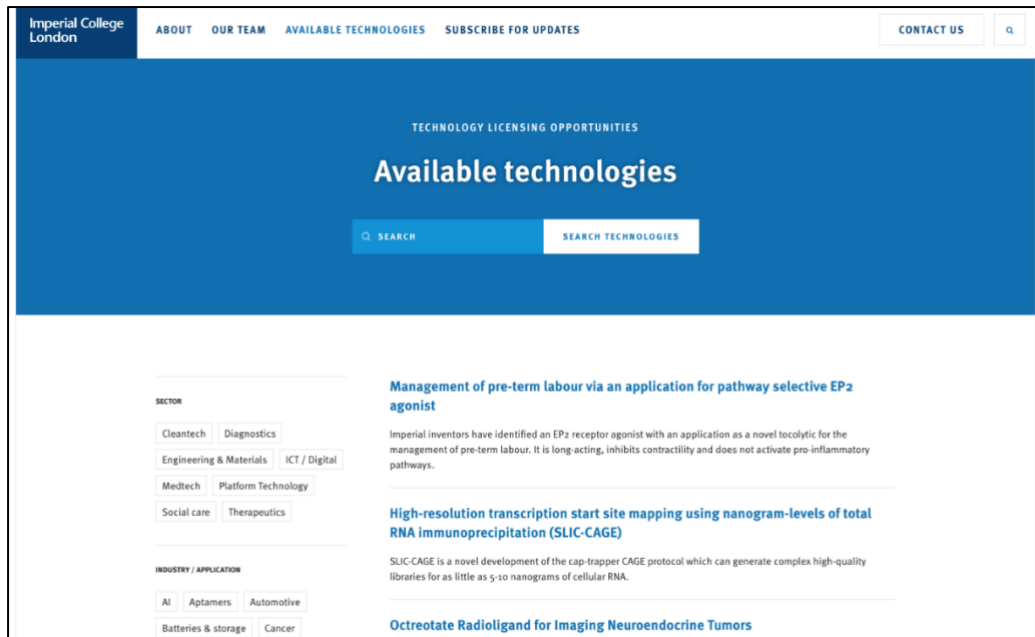 Imperial College
London
ABOUT OUR TEAM AVAILABLE TECHNOLOGIES SUBSCRIBE FOR UPDATES
CONTACT US
TECHNOLOGY LICENSING OPPORTUNITIES
Available technologies
SEARCH
SEARCH TECHNOLOGIES
SECTOR
Cleantech Diagnostics
Engineering & Materials ICT / Digital
Medtech Platform Technology
Social care Therapeutics
INDUSTRY / APPLICATION
AI Aptamers Automotive
Batteries & storage Cancer
Management of pre-term labour via an application for pathway selective EP2
agonist
Imperial inventors have identified an EP2 receptor agonist with an application as a novel tocolytic for the
management of pre-term labour. It is long-acting, inhibits contractility and does not activate pro-inflammatory
pathways.
High-resolution transcription start site mapping using nanogram-levels of total
RNA immunoprecipitation (SLIC-CAGE)
SLIC-CAGE is a novel development of the cap-trapper CAGE protocol which can generate complex high-quality
libraries for as little as 5-10 nanograms of cellular RNA.
Octreotate Radioligand for Imaging Neuroendocrine Tumors